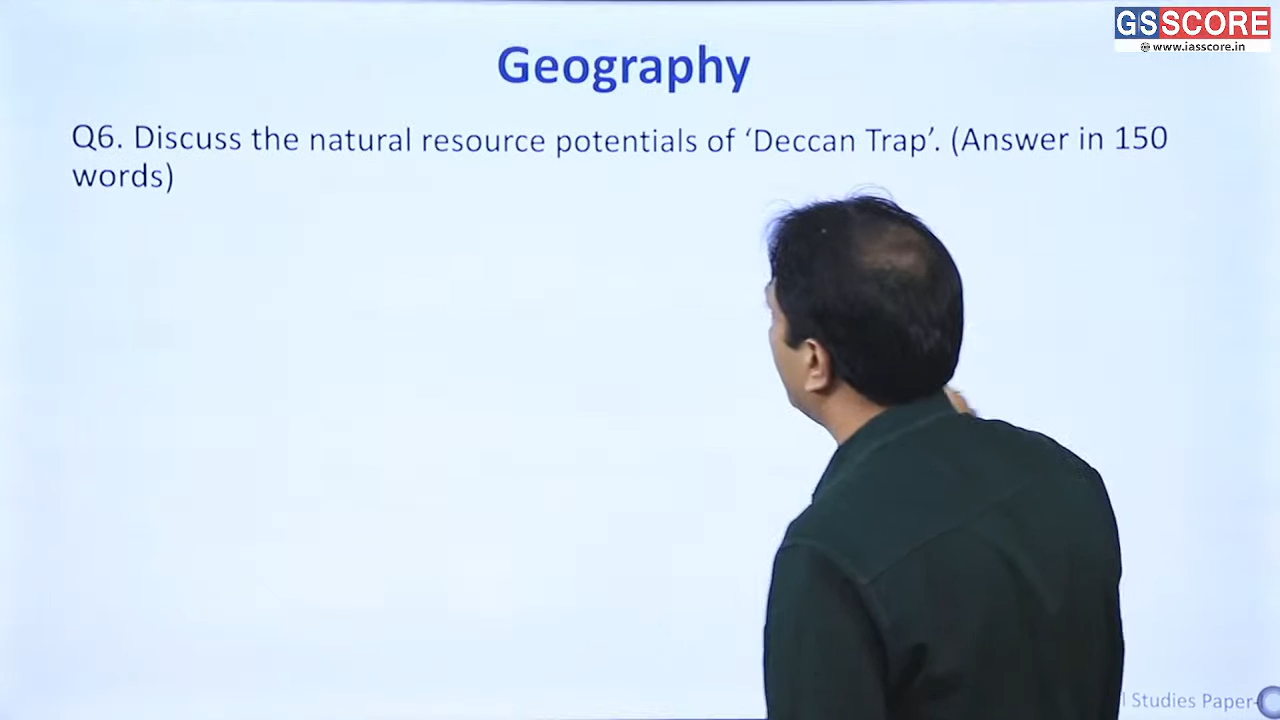 GSSCORE
www.iasscore.in
Geography
Q6. Discuss the natural resource potentials of ‘Deccan Trap’. (Answer in 150
words)
Studies Paper-